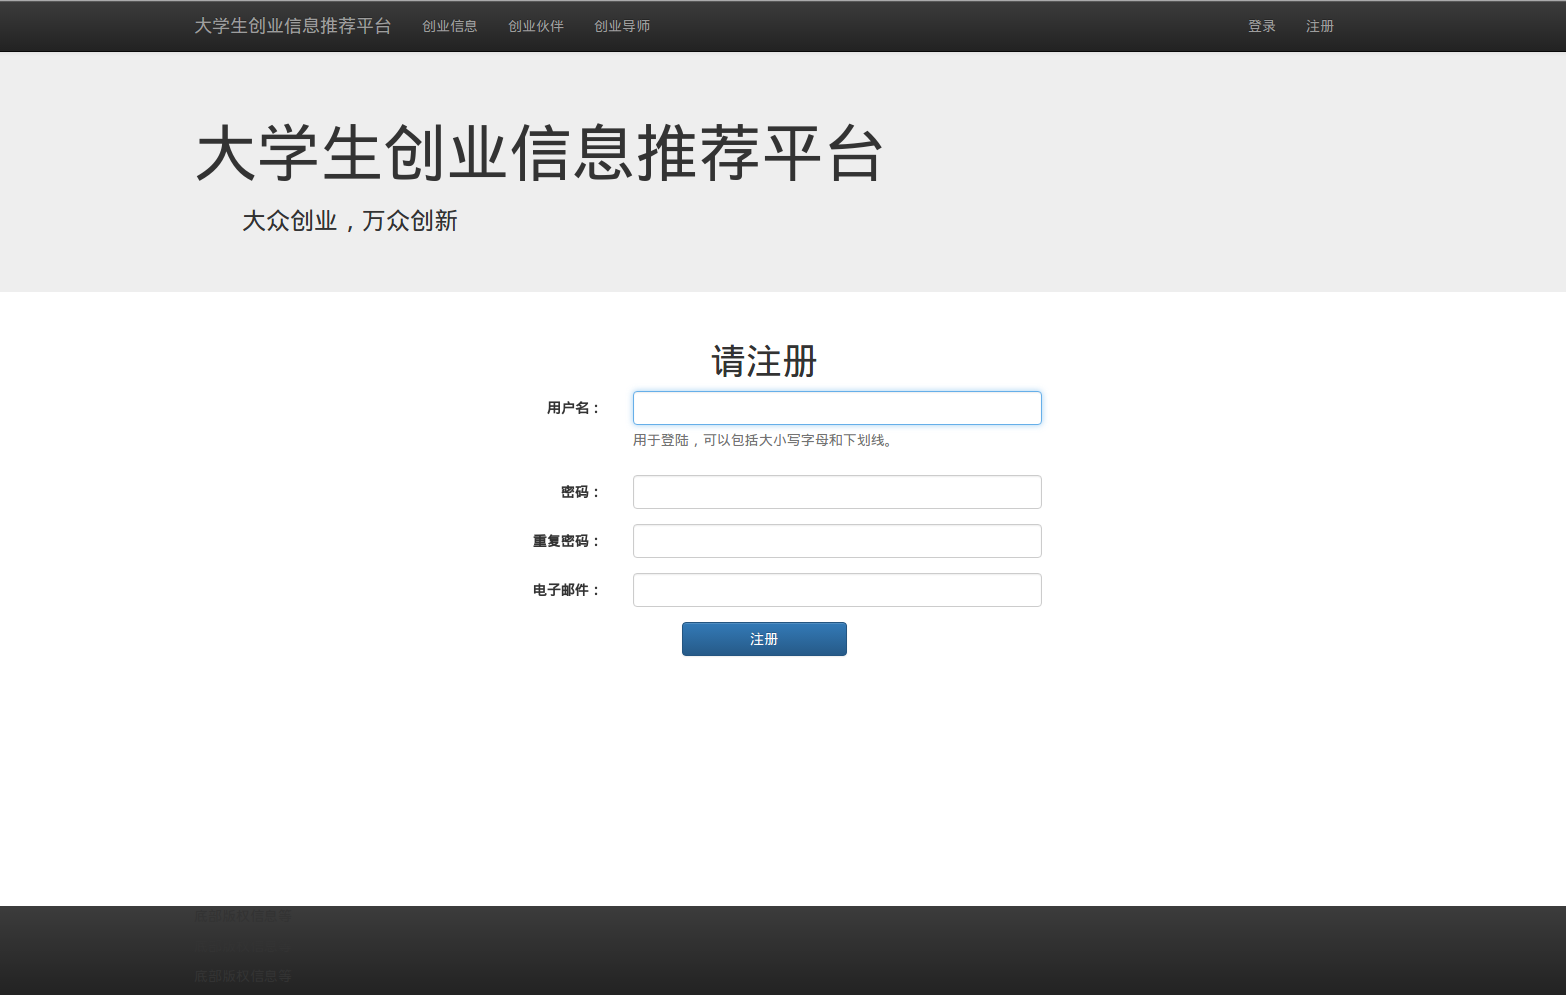 大学生创业信息推荐平台 创业信息 创业伙伴 创业导师 登录 注册
大学生创业信息推荐平台
大众创业，万众创新
请注册
用户名：
用于登陆，可以包括大小写字母和下划线。
密码：
重复密码：
电子邮件：
注册
底部版权信息等
底部版权信息等